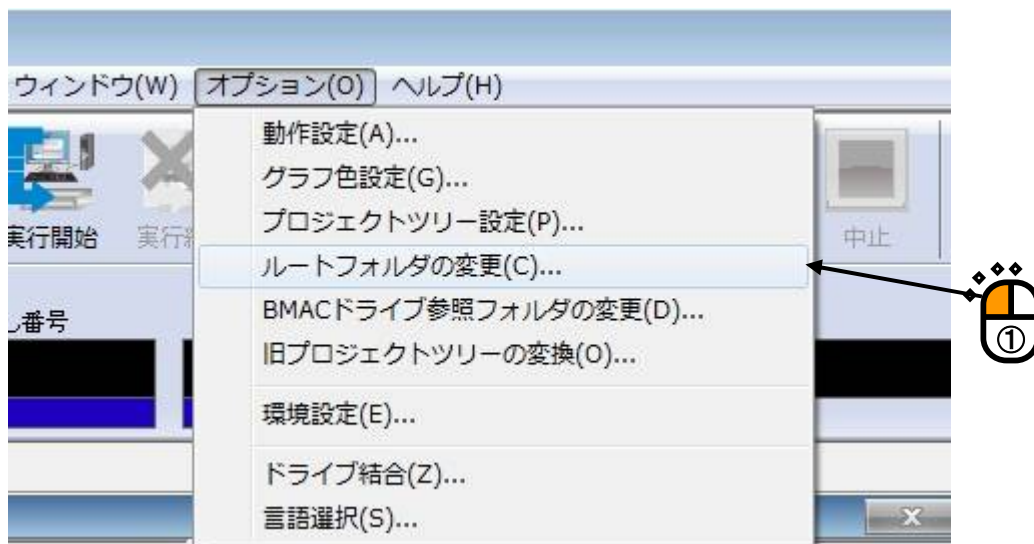 ウィンドウ(W) オプション(O) ヘルプ(H)
動作設定(A)...
グラフ色設定(G)...
プロジェクトツリー設定(P)...
実行開始 実行 中止
ルートフォルダの変更(C)...
BMACドライブ参照フォルダの変更(D)...
番号
旧プロジェクトツリーの変換(O)...
環境設定(E)...
ドライブ結合(Z)...
言語選択(S)...
①